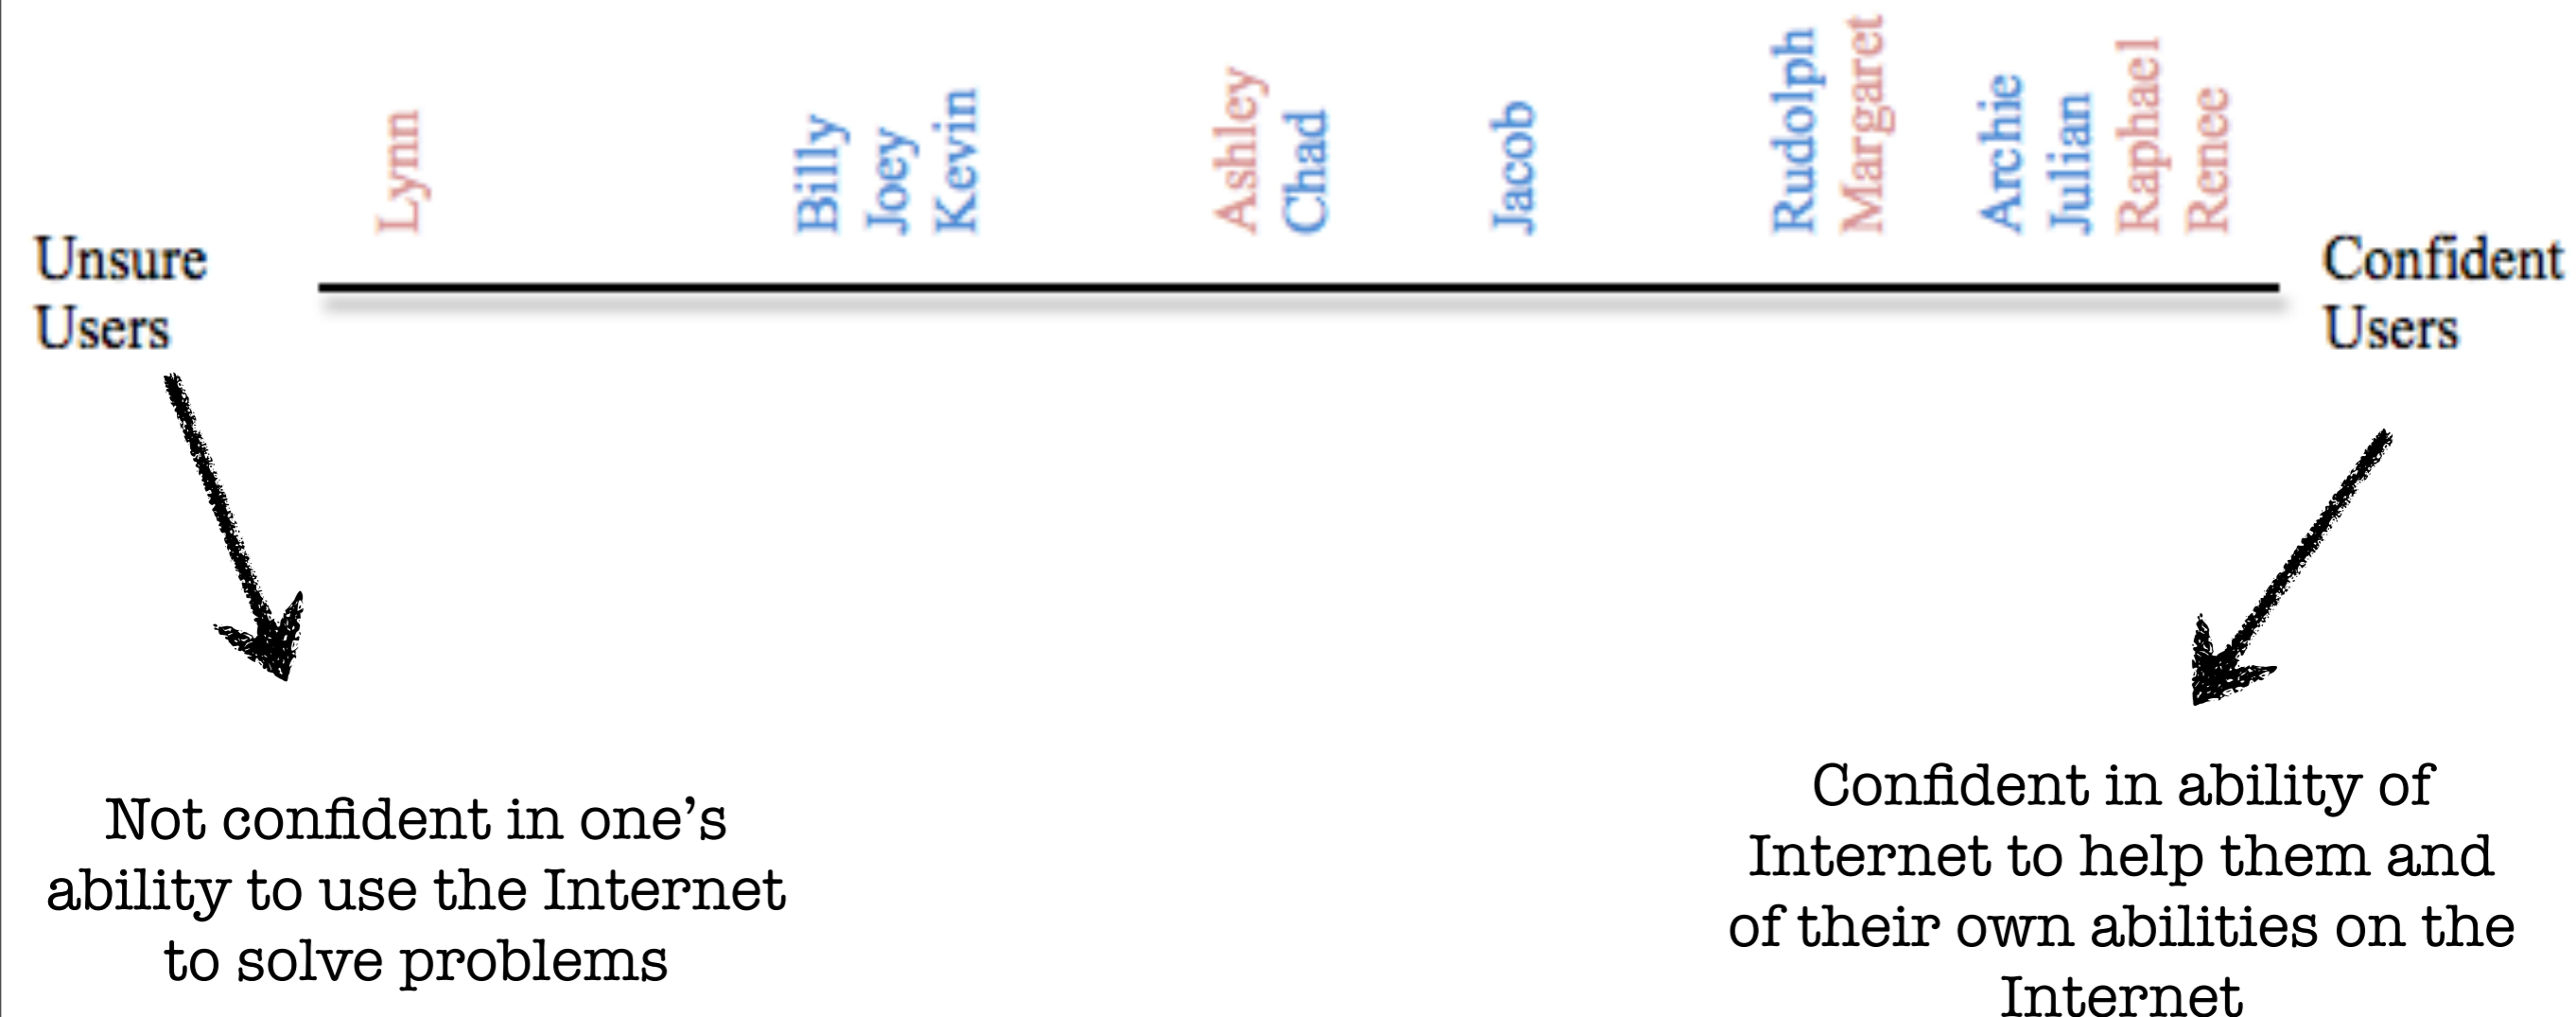 Lynn
Billy
Joey
Kevin
Ashley
Chad
Jacob
Rudolph
Margaret
Archie
Julian
Raphael
Renee
Unsure
Users
Confident
Users
Not confident in one's
ability to use the Internet
to solve problems
Confident in ability of
Internet to help them and
of their own abilities on the
Internet